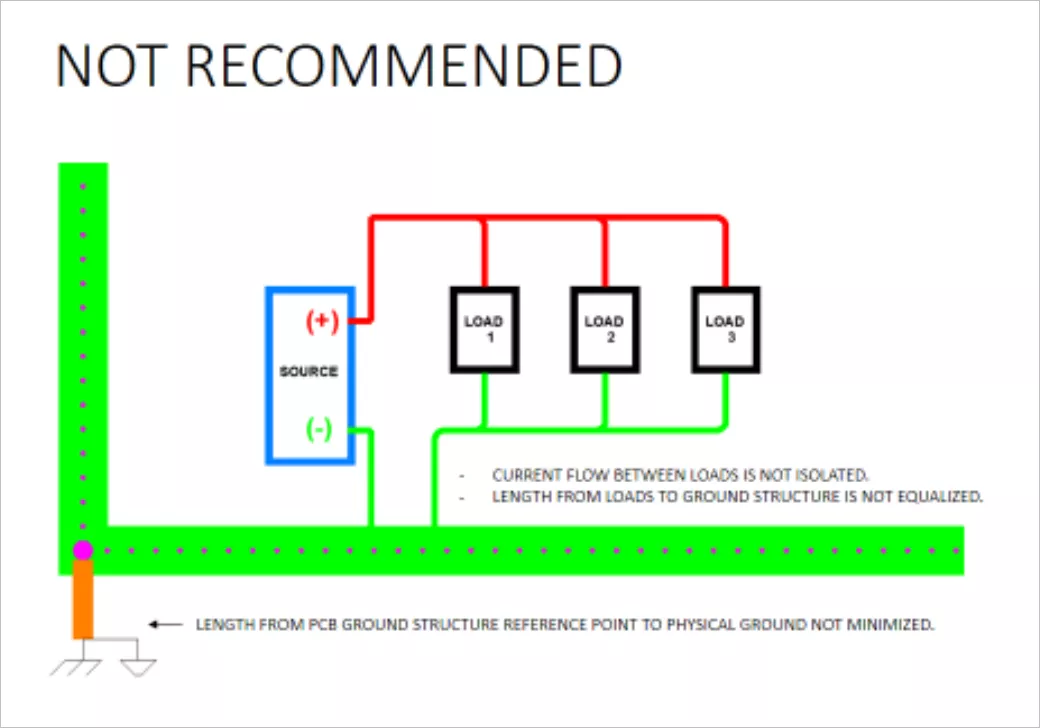 NOT RECOMMENDED
(+)
SOURCE
(-)
LOAD
1
LOAD
2
LOAD
3
- CURRENT FLOW BETWEEN LOADS IS NOT ISOLATED.
- LENGTH FROM LOADS TO GROUND STRUCTURE IS NOT EQUALIZED.
LENGTH FROM PCB GROUND STRUCTURE REFERENCE POINT TO PHYSICAL GROUND NOT MINIMIZED.